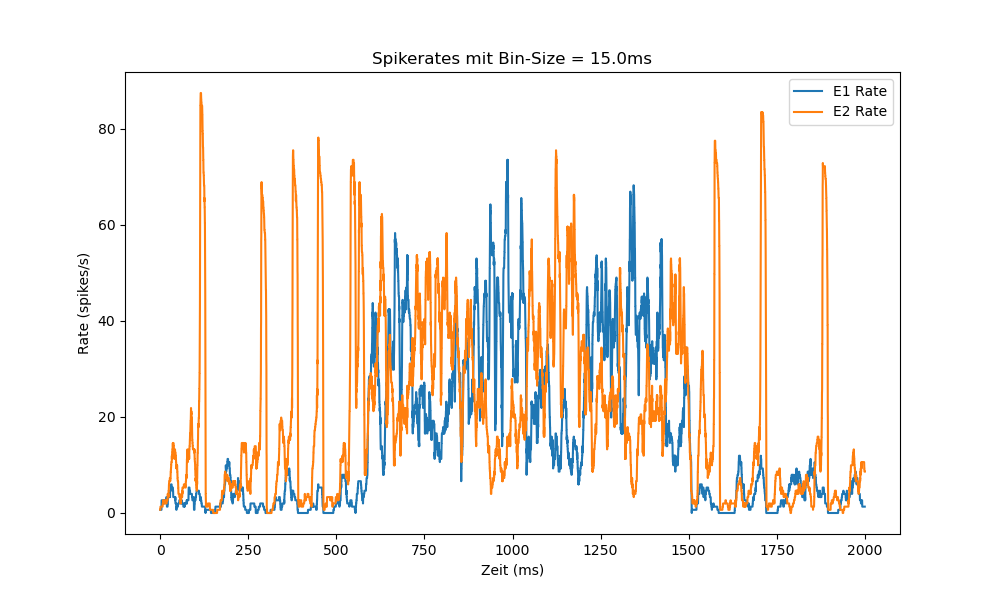 Spikerates mit Bin-Size = 15.0ms
E1 Rate
E2 Rate
80
60
40
20
0
Rate (spikes/s)
0 250 500 750 1000 1250 1500 1750 2000
Zeit (ms)